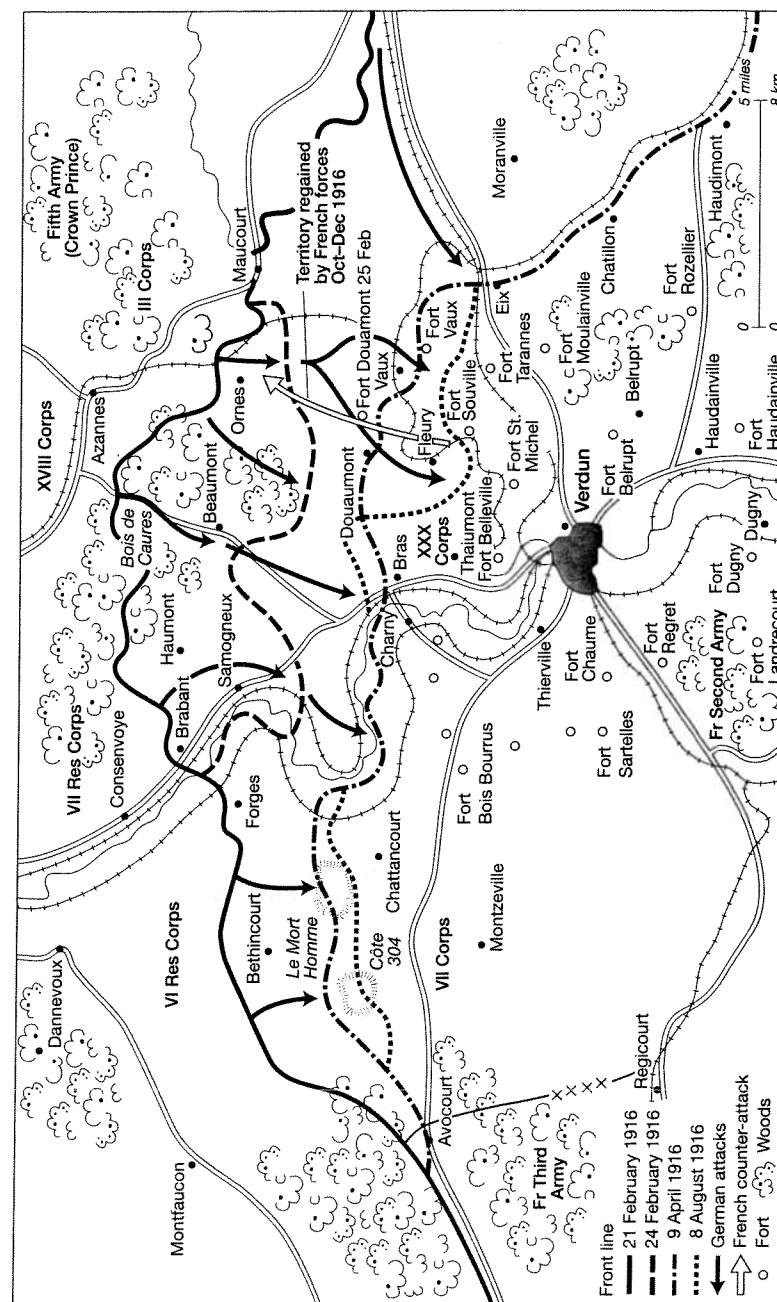 Fifth Army
(Crown Prince)
III Corps
XVIII Corps
Azannes
Maucourt
Bois de
Caures
VII Res Corps
Consenvoye
Brabant
Haumont
Beaumont
Ornes
Territory regained
by French forces
Oct–Dec 1916
Dannevoux
Montfaucon
VI Res Corps
Forges
Samogneux
Bethincourt
Le Mort
Homme
Côte
304
Chattancourt
Douaumont
Fort Douamont 25 Feb
Vaux
Fort
Vaux
Fleury
Fort
Souville
Eix
Moranville
Charny
Bras
XXX
Corps
Thaiumont
Fort Belleville
Fort St.
Michel
Fort
Tarannes
Fort
Moulainville
Chatillon
Avocourt
VII Corps
Montzeville
Fort
Bois Bourrus
Thierville
Verdun
Fort
Belrupt
Belrupt
Fort
Rozellier
Haudimont
Fr Third
Army
Regicourt
Fort
Sartelles
Fort
Chaume
Fort
Regret
Fr Second Army
Fort
Landrecourt
Fort
Dugny
Dugny
Haudainville
Fort
Haudainville
Front line
21 February 1916
24 February 1916
9 April 1916
8 August 1916
German attacks
French counter-attack
Fort Woods
0 5 miles
0 8 km